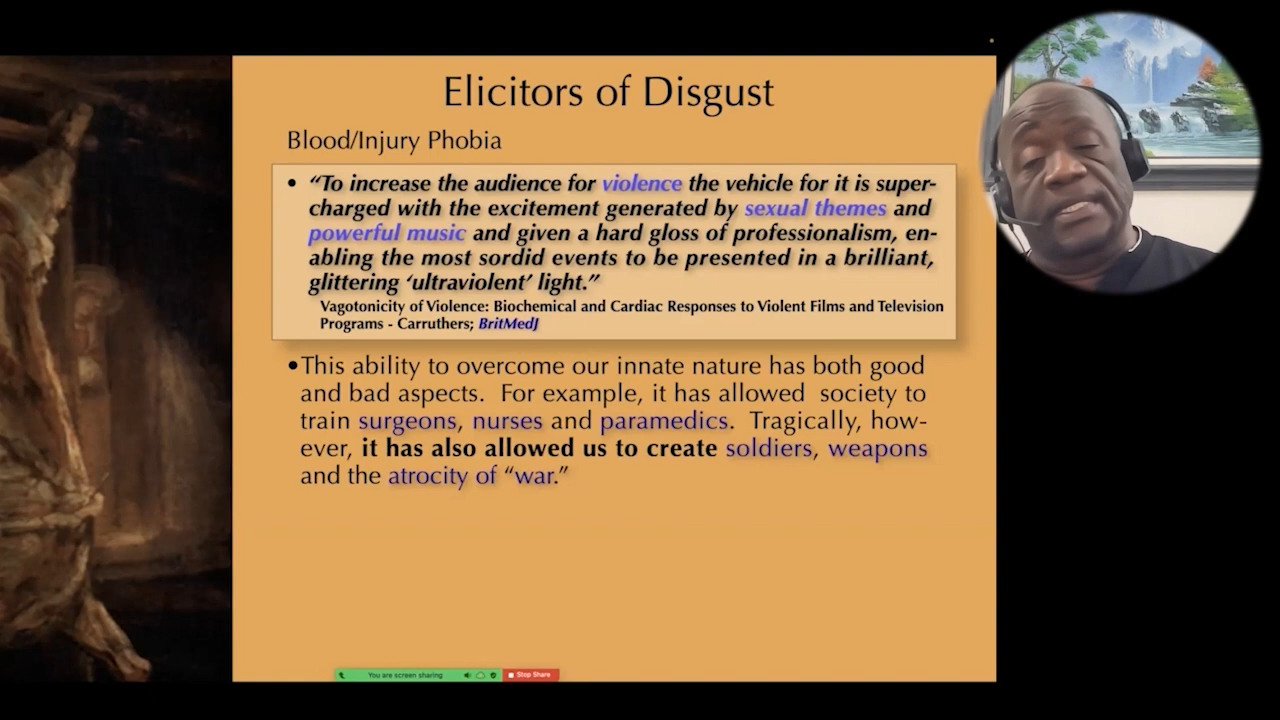 Elicitors of Disgust
Blood/Injury Phobia
• “To increase the audience for violence the vehicle for it is super-
charged with the excitement generated by sexual themes and
powerful music and given a hard gloss of professionalism, en-
abling the most sordid events to be presented in a brilliant,
glittering ‘ultraviolent’ light.”
Vagotonicity of Violence: Biochemical and Cardiac Responses to Violent Films and Television
Programs - Carruthers; BritMedJ
•This ability to overcome our innate nature has both good
and bad aspects. For example, it has allowed society to
train surgeons, nurses and paramedics. Tragically, how-
ever, it has also allowed us to create soldiers, weapons
and the atrocity of “war.”
You are screen sharing Stop Share